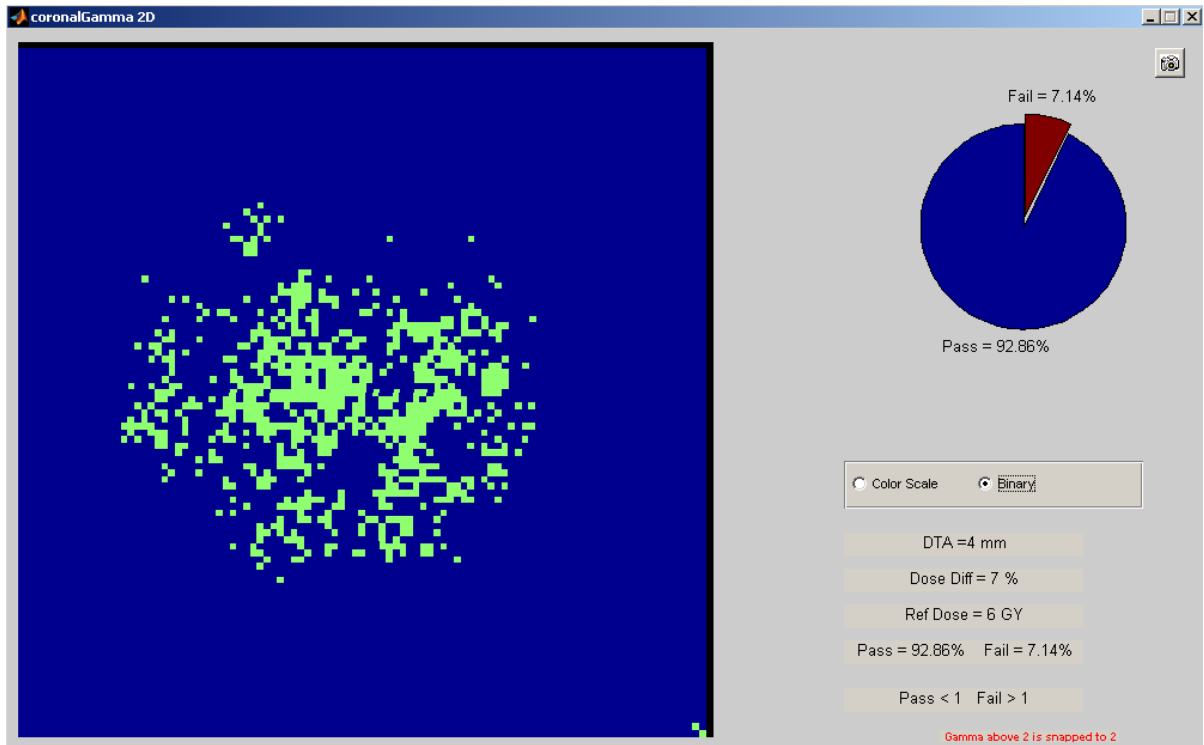 coronalGamma 2D
Fail = 7.14%
Pass = 92.86%
Color Scale Binary
DTA =4 mm
Dose Diff = 7 %
Ref Dose = 6 GY
Pass = 92.86% Fail = 7.14%
Pass < 1 Fail > 1
Gamma above 2 is snapped to 2